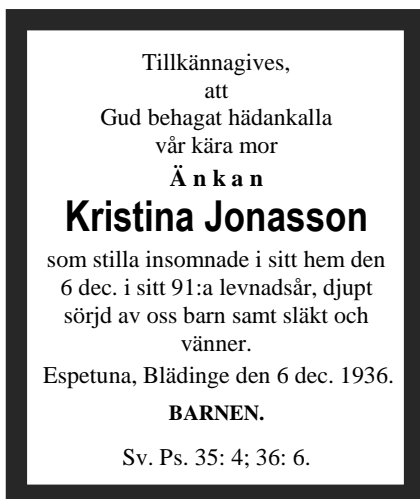 Tillkännagives,
att
Gud behagat hädankalla
vår kära mor
Änkan
Kristina Jonasson
som stilla insomnade i sitt hem den
6 dec. i sitt 91:a levnadsår, djupt
sörjd av oss barn samt släkt och
vänner.
Espetuna, Blädinge den 6 dec. 1936.
BARNEN.
Sv. Ps. 35: 4; 36: 6.